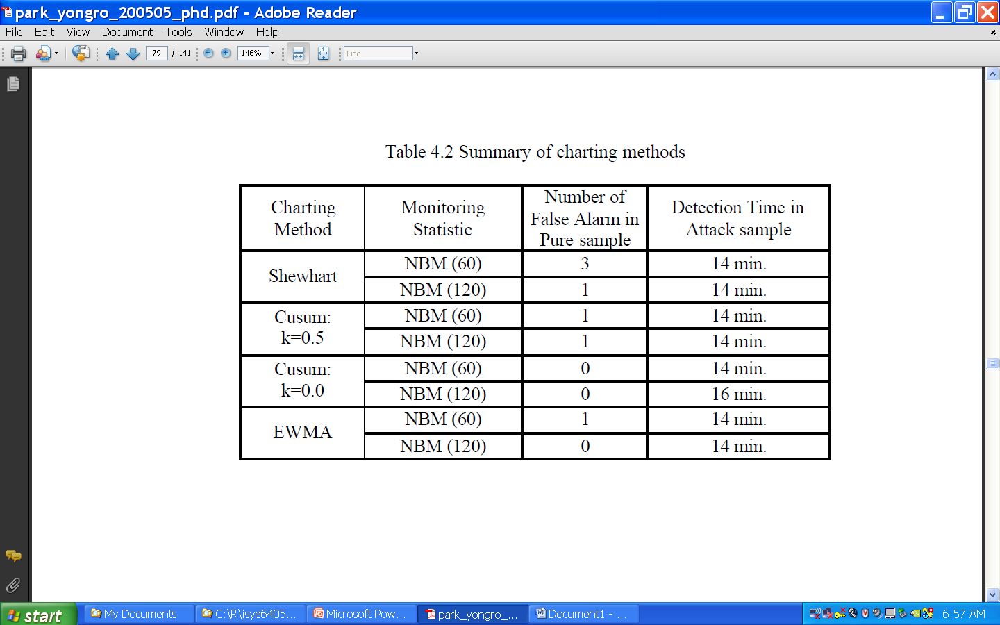 park_yongro_200505_phd.pdf - Adobe Reader
File Edit View Document Tools Window Help
79 / 141 146% Find
Table 4.2 Summary of charting methods
Charting Method Monitoring Statistic Number of False Alarm in Pure sample Detection Time in Attack sample
Shewhart NBM (60) 3 14 min.
NBM (120) 1 14 min.
Cusum: k=0.5 NBM (60) 1 14 min.
NBM (120) 1 14 min.
Cusum: k=0.0 NBM (60) 0 14 min.
NBM (120) 0 16 min.
EWMA NBM (60) 1 14 min.
NBM (120) 0 14 min.
start My Documents C:\R\isye6405... Microsoft Pow... park_yongro_... Document1 - ... 6:57 AM